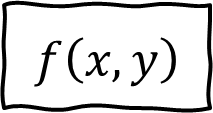 f(x, y)